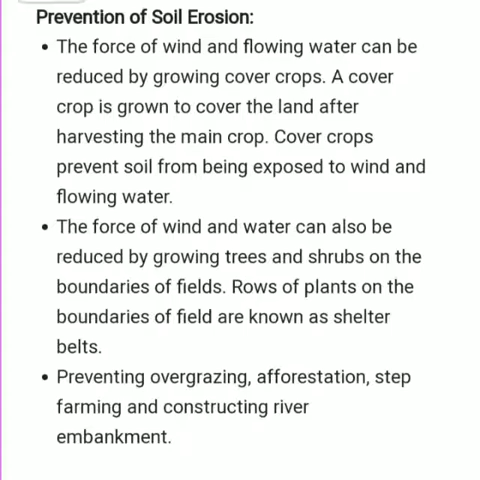 Prevention of Soil Erosion:
• The force of wind and flowing water can be
reduced by growing cover crops. A cover
crop is grown to cover the land after
harvesting the main crop. Cover crops
prevent soil from being exposed to wind and
flowing water.
• The force of wind and water can also be
reduced by growing trees and shrubs on the
boundaries of fields. Rows of plants on the
boundaries of field are known as shelter
belts.
• Preventing overgrazing, afforestation, step
farming and constructing river
embankment.